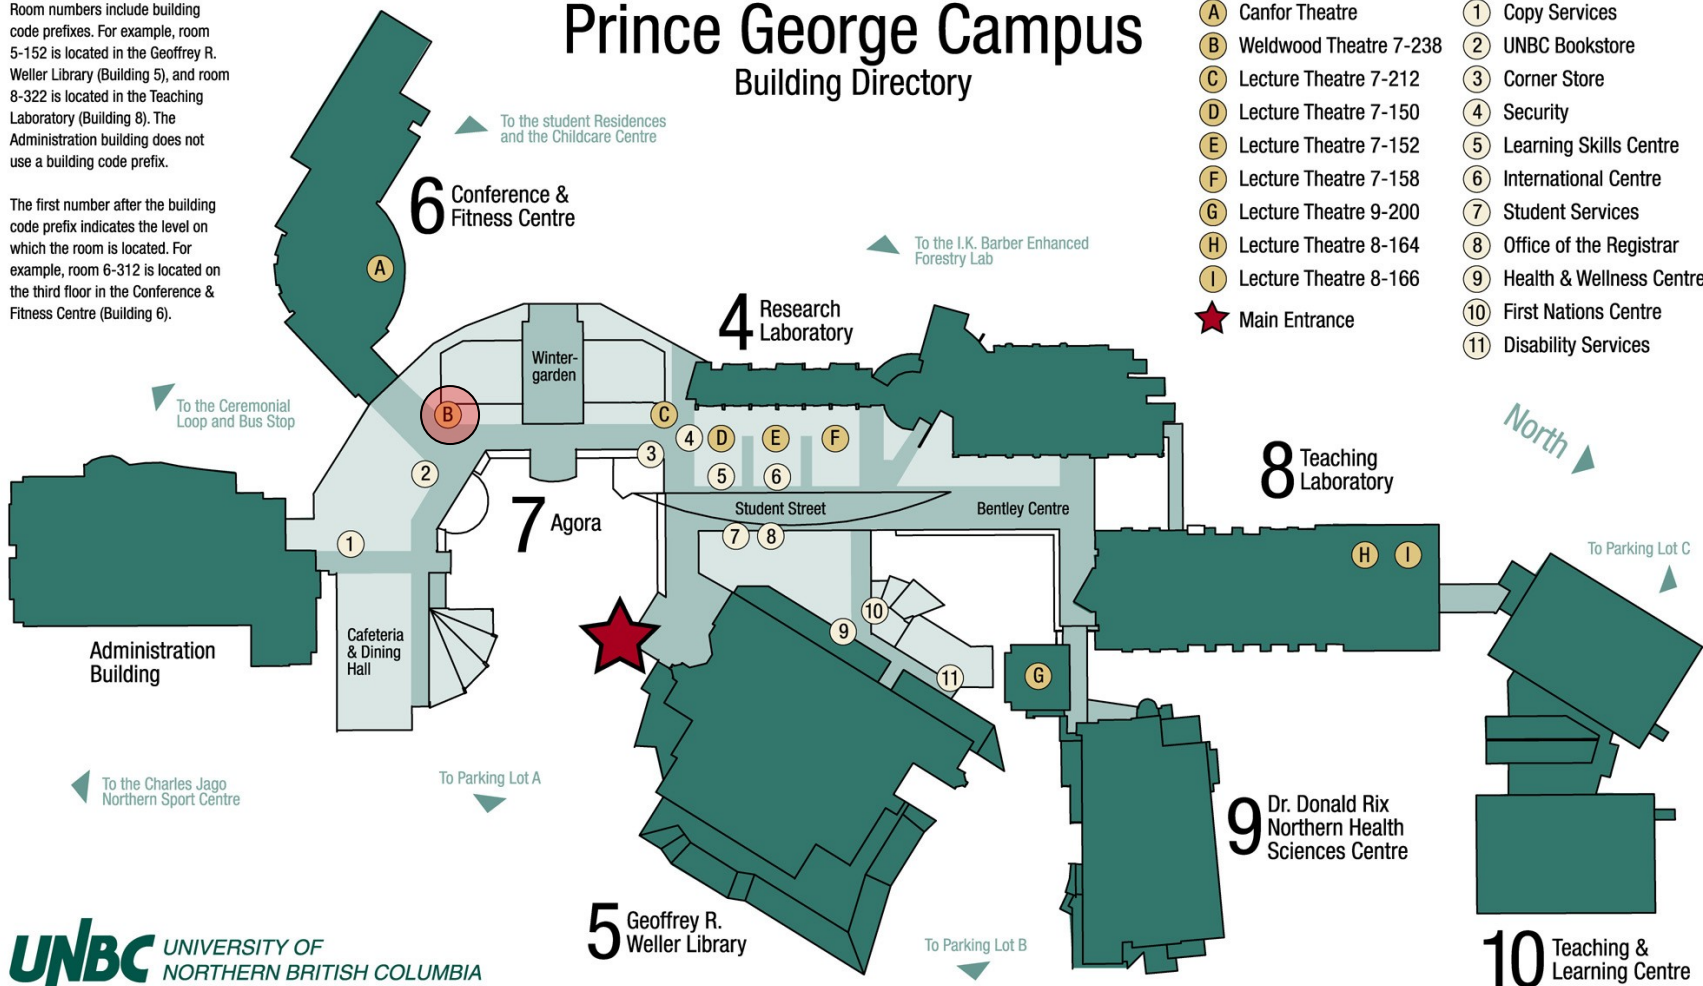 Room numbers include building
code prefixes. For example, room
5-152 is located in the Geoffrey R.
Weller Library (Building 5), and room
8-322 is located in the Teaching
Laboratory (Building 8). The
Administration building does not
use a building code prefix.
The first number after the building
code prefix indicates the level on
which the room is located. For
example, room 6-312 is located on
the third floor in the Conference &
Fitness Centre (Building 6).
Prince George Campus
Building Directory
A Canfor Theatre
B Weldwood Theatre 7-238
C Lecture Theatre 7-212
D Lecture Theatre 7-150
E Lecture Theatre 7-152
F Lecture Theatre 7-158
G Lecture Theatre 9-200
H Lecture Theatre 8-164
I Lecture Theatre 8-166
Main Entrance
1 Copy Services
2 UNBC Bookstore
3 Corner Store
4 Security
5 Learning Skills Centre
6 International Centre
7 Student Services
8 Office of the Registrar
9 Health & Wellness Centre
10 First Nations Centre
11 Disability Services
To the student Residences
and the Childcare Centre
6 Conference &
Fitness Centre
A
To the I.K. Barber Enhanced
Forestry Lab
4 Research
Laboratory
Winter-
garden
To the Ceremonial
Loop and Bus Stop
B
C
4
D
E
F
3
2
5
6
North
8 Teaching
Laboratory
7 Agora
Student Street
Bentley Centre
1
7
8
H
I
To Parking Lot C
10
9
11
G
Administration
Building
Cafeteria
& Dining
Hall
To the Charles Jago
Northern Sport Centre
To Parking Lot A
9 Dr. Donald Rix
Northern Health
Sciences Centre
5 Geoffrey R.
Weller Library
To Parking Lot B
10 Teaching &
Learning Centre
UNBC UNIVERSITY OF
NORTHERN BRITISH COLUMBIA